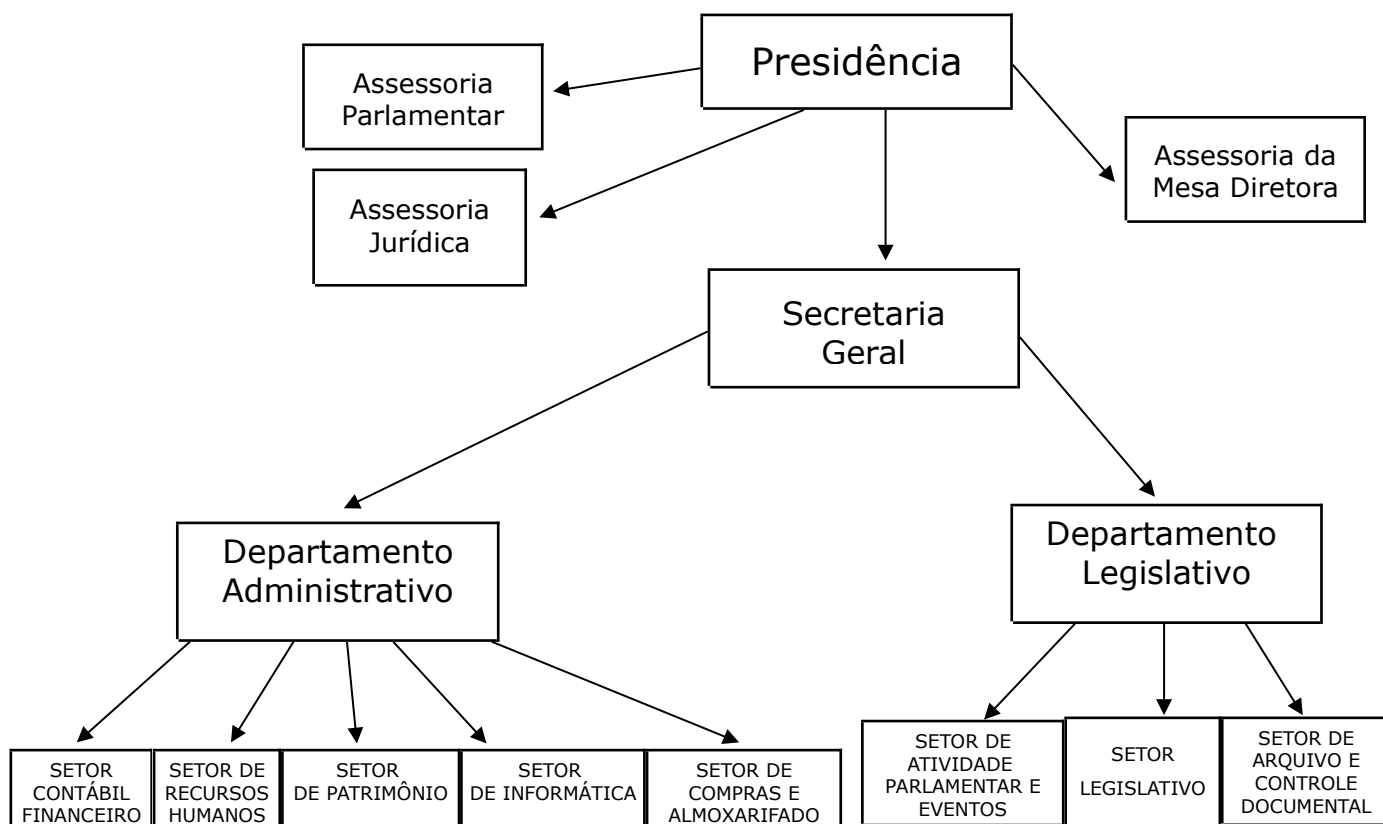 Presidência
Assessoria
Parlamentar
Assessoria da
Mesa Diretora
Assessoria
Jurídica
Secretaria
Geral
Departamento
Administrativo
Departamento
Legislativo
SETOR
CONTÁBIL
FINANCEIRO
SETOR DE
RECURSOS
HUMANOS
SETOR
DE PATRIMÔNIO
SETOR
DE INFORMÁTICA
SETOR DE
COMPRAS E
ALMOXARIFADO
SETOR DE
ATIVIDADE
PARLAMENTAR E
EVENTOS
SETOR
LEGISLATIVO
SETOR DE
ARQUIVO E
CONTROLE
DOCUMENTAL